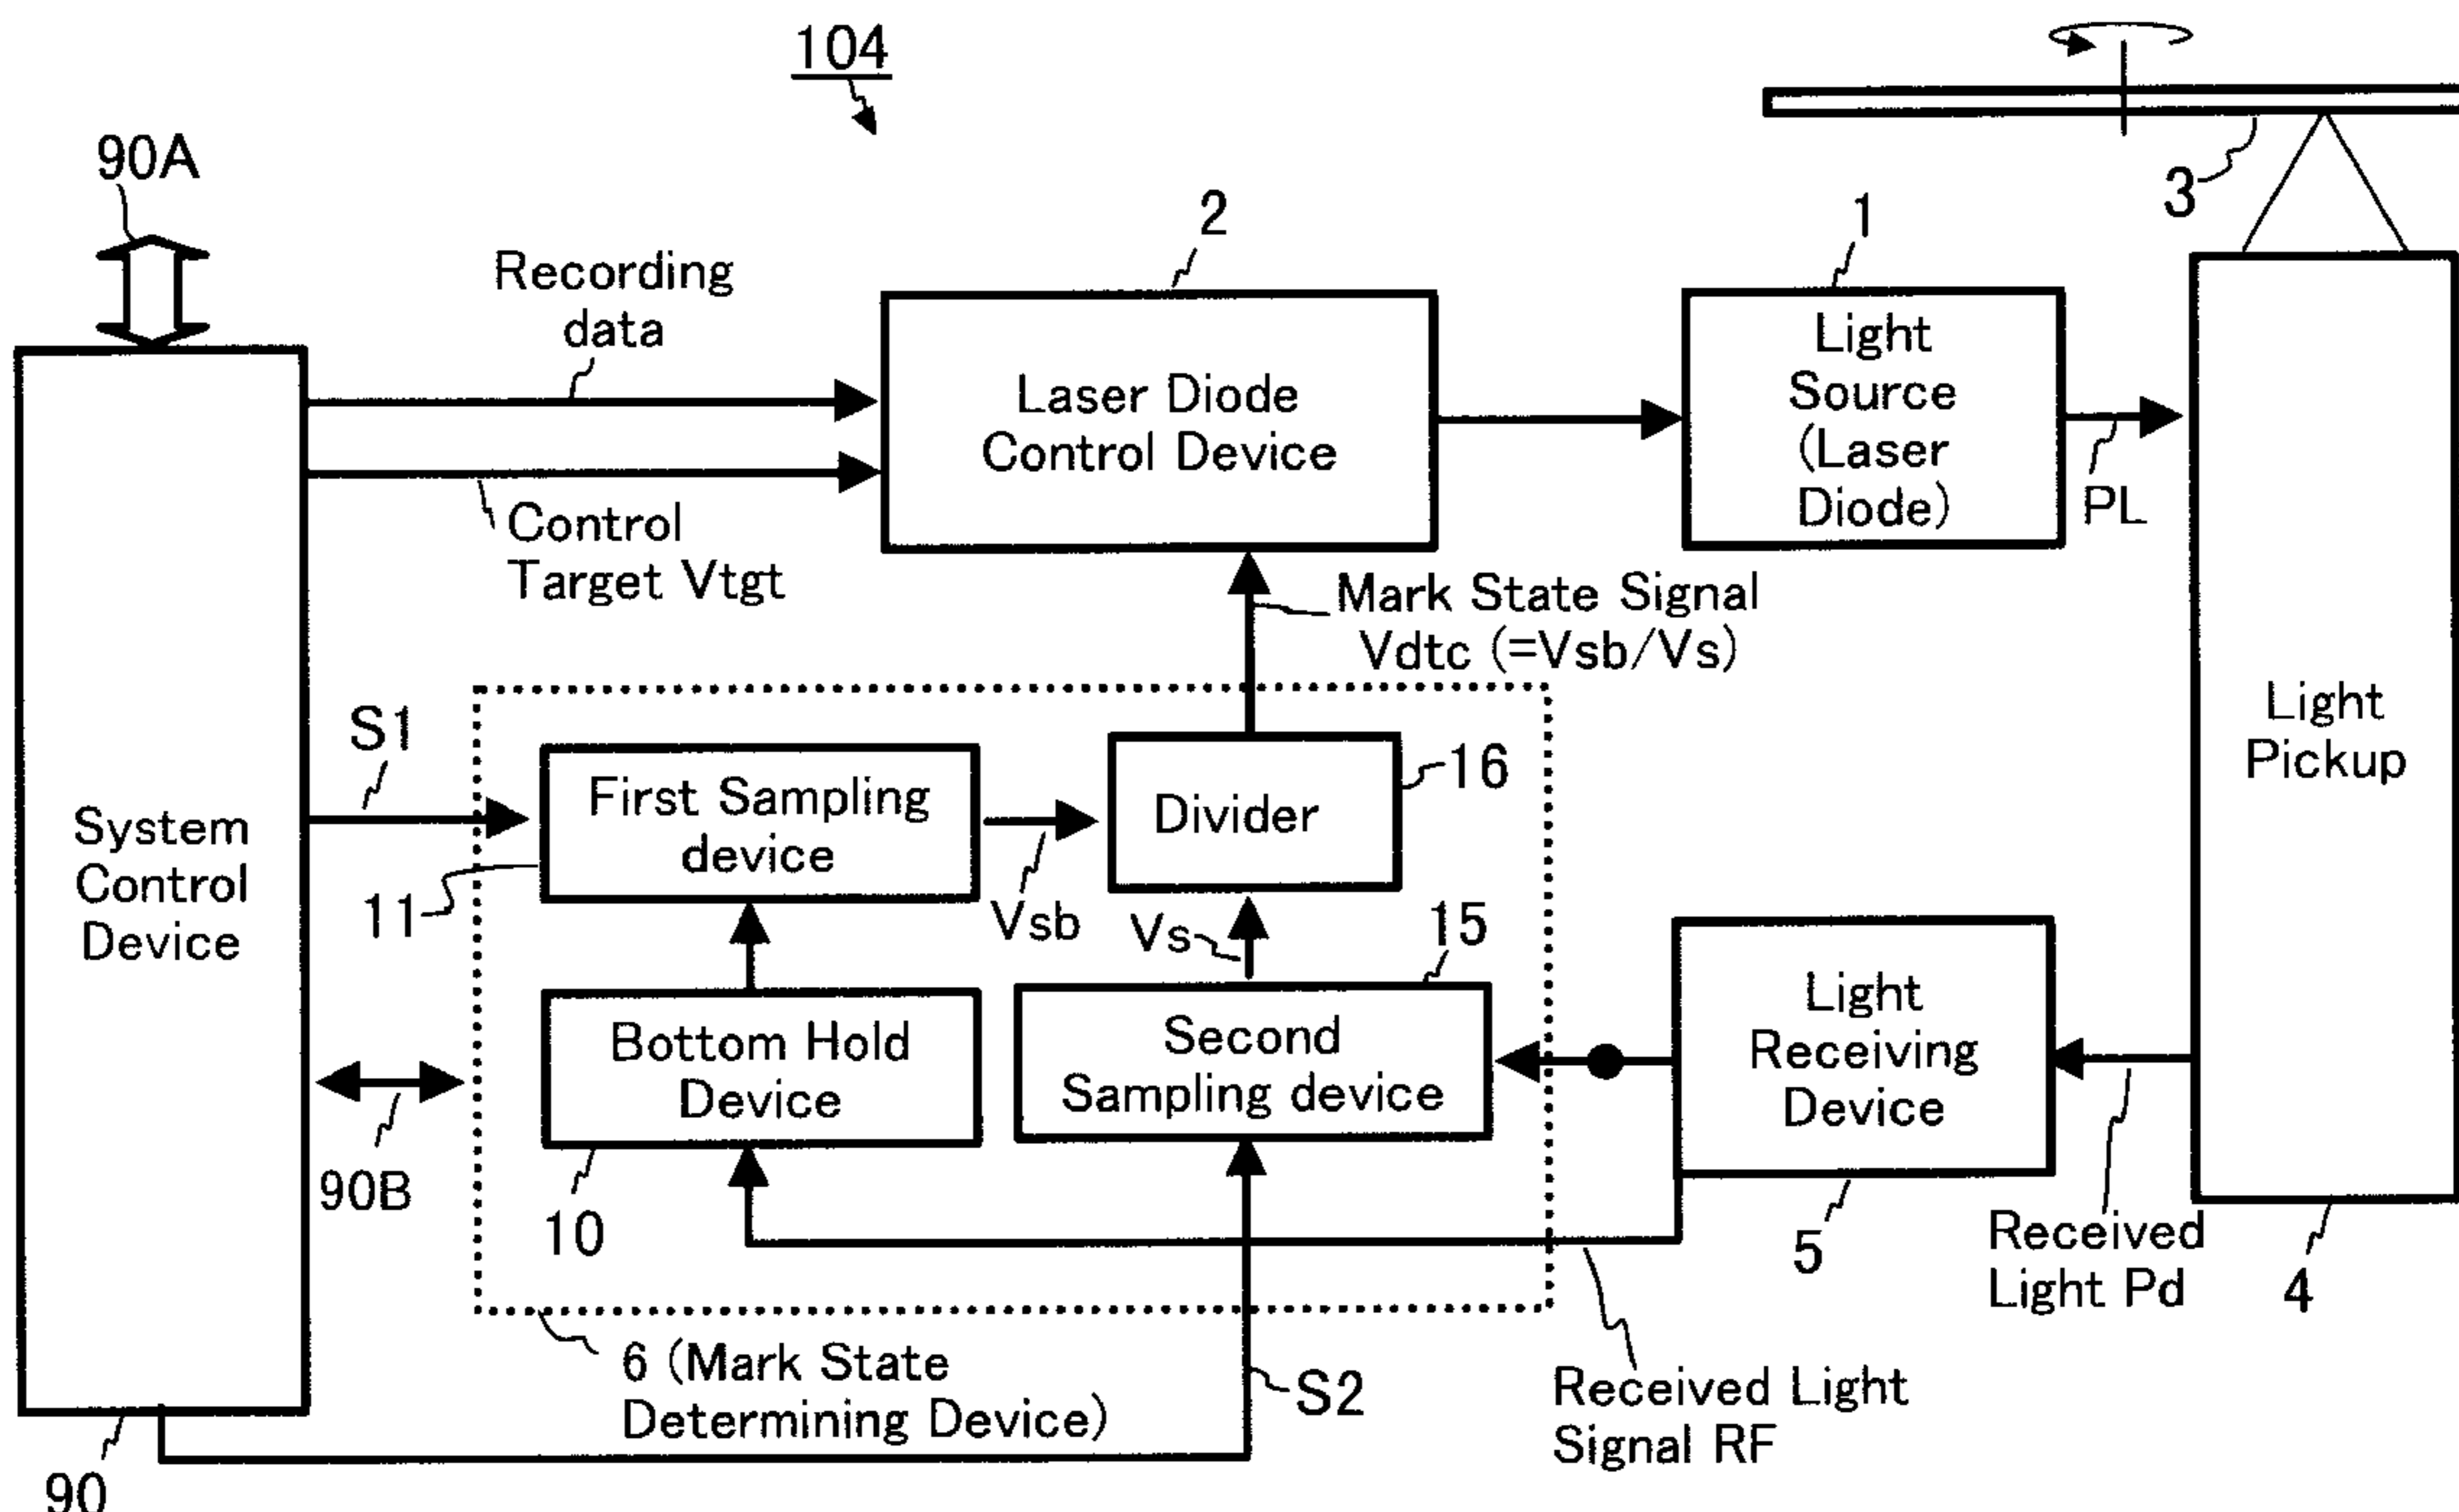 104
90A
3
2
1
Recording
data
Laser Diode
Control Device
Light
Source
(Laser
Diode)
PL
Control
Target Vtgt
Mark State Signal
Vdtc (=Vsb/Vs)
Light
Pickup
S1
First Sampling
device
Divider
16
System
Control
Device
11
Vsb
Vs
15
Bottom Hold
Device
Second
Sampling device
Light
Receiving
Device
90B
10
5
Received
Light Pd
4
6 (Mark State
Determining Device)
S2
Received Light
Signal RF
90